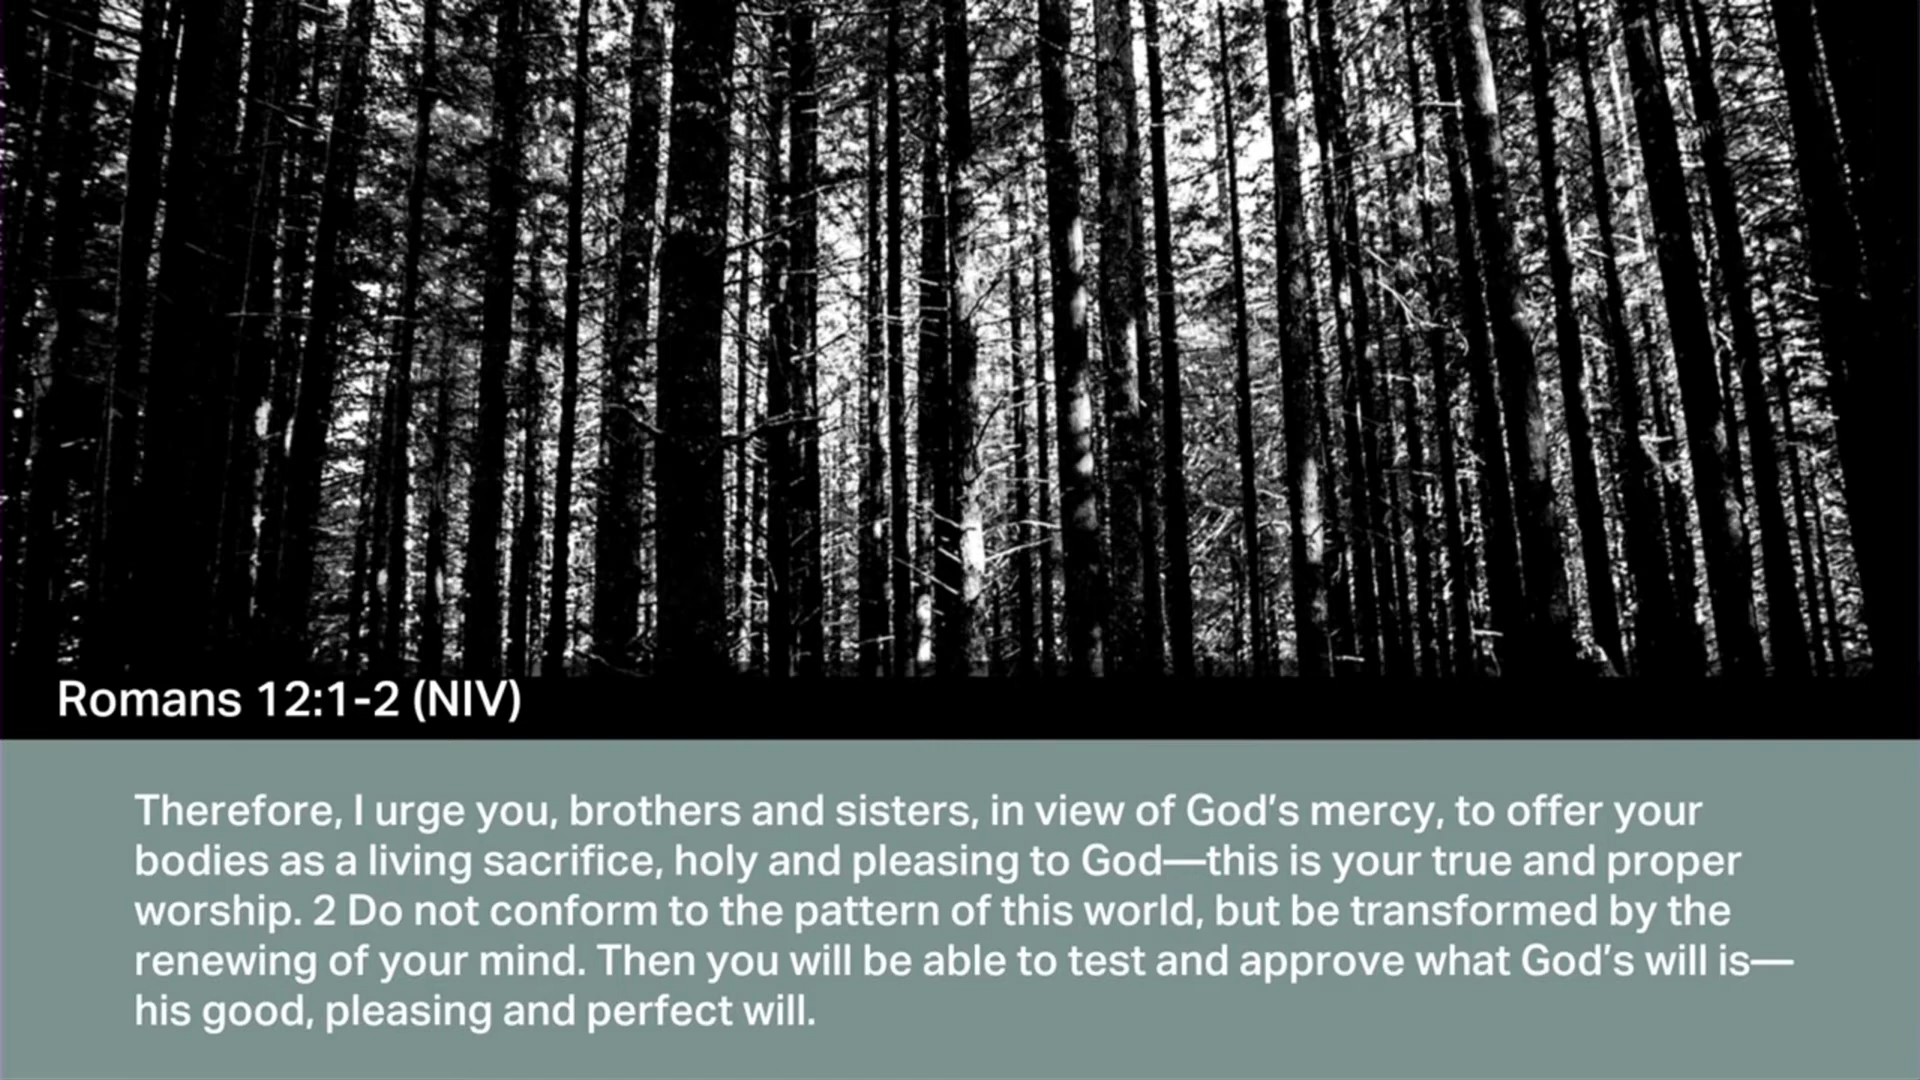 Romans 12:1-2 (NIV)
Therefore, I urge you, brothers and sisters, in view of God’s mercy, to offer your
bodies as a living sacrifice, holy and pleasing to God—this is your true and proper
worship. 2 Do not conform to the pattern of this world, but be transformed by the
renewing of your mind. Then you will be able to test and approve what God’s will is—
his good, pleasing and perfect will.